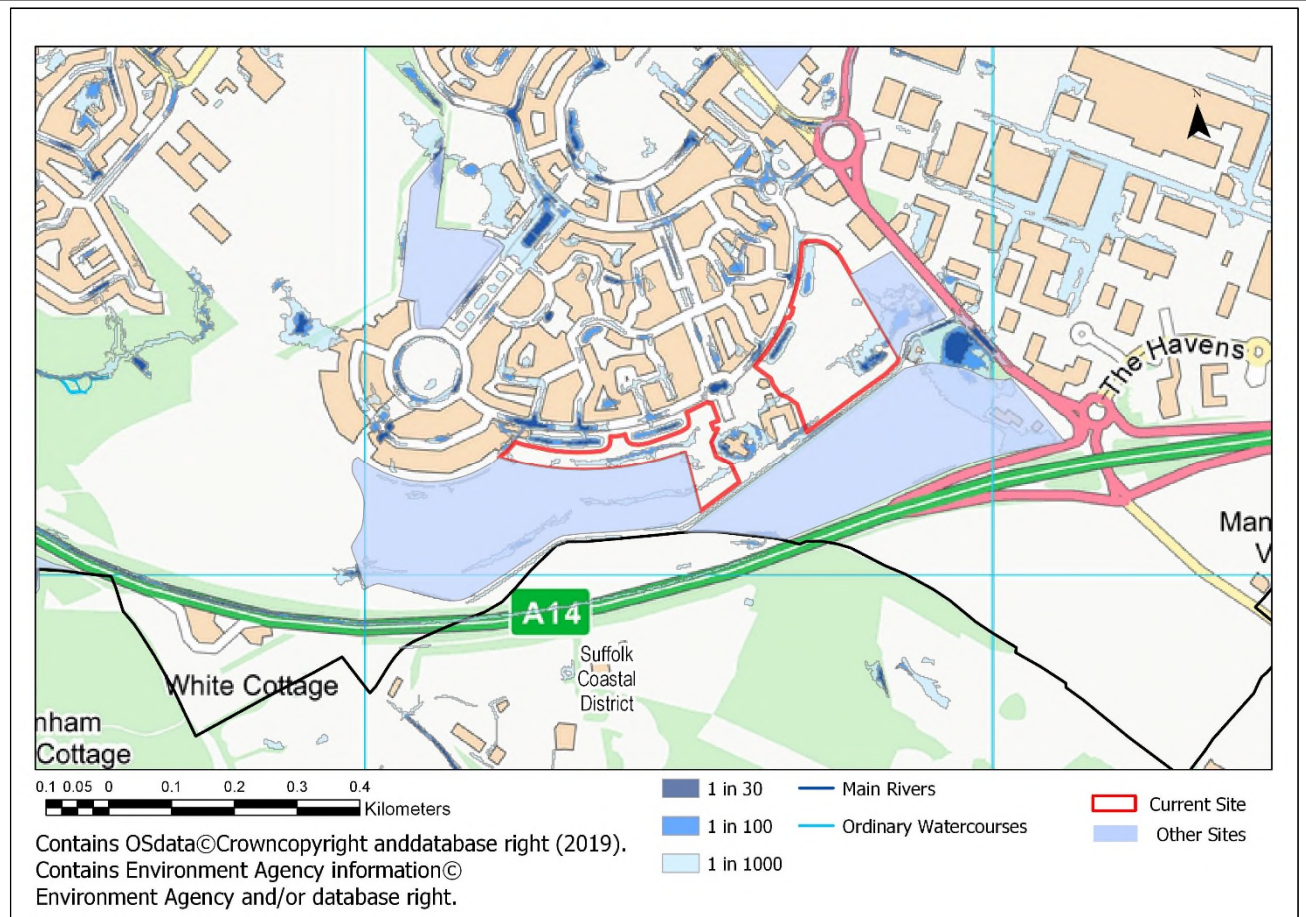 N
The Havens
Man
V
A14
Suffolk
Coastal
District
White Cottage
nham
Cottage
0.1 0.05 0 0.1 0.2 0.3 0.4
Kilometers
1 in 30
1 in 100
1 in 1000
Main Rivers
Ordinary Watercourses
Current Site
Other Sites
Contains OSdata©Crowncopyright anddatabase right (2019).
Contains Environment Agency information©
Environment Agency and/or database right.